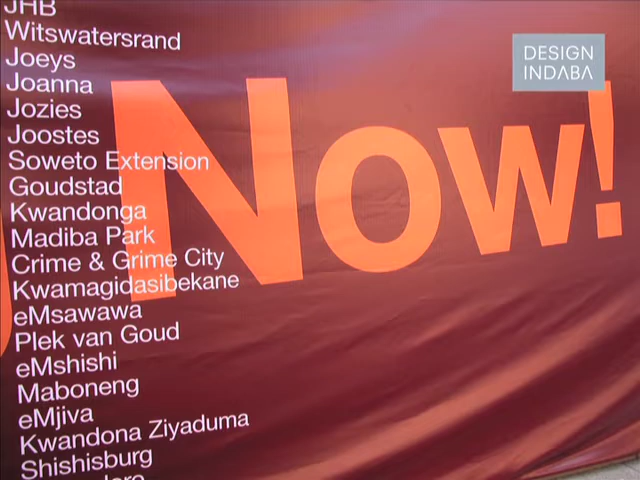 JHB
Witswatersrand
Joeys
Joanna
Jozies
Joostes
Soweto Extension
Goudstad
Kwandonga
Madiba Park
Crime & Grime City
Kwamagidasibekane
eMsawawa
Plek van Goud
eMshishi
Maboneng
eMjiva
Kwandona Ziyaduma
Shishisburg
Now!
DESIGN
INDABA